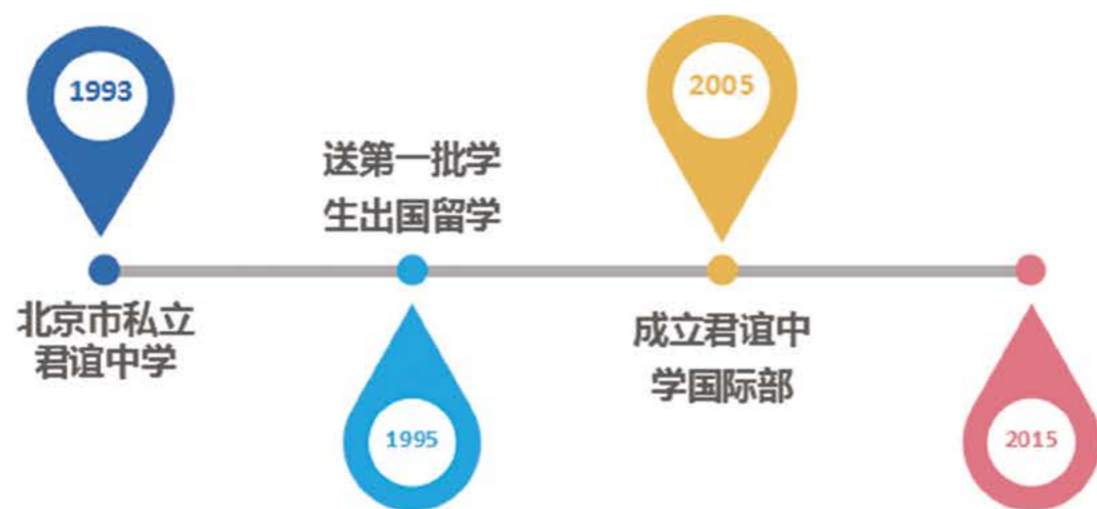 1993
北京市私立
君谊中学
送第一批学
生出国留学
1995
2005
成立君谊中
学国际部
2015